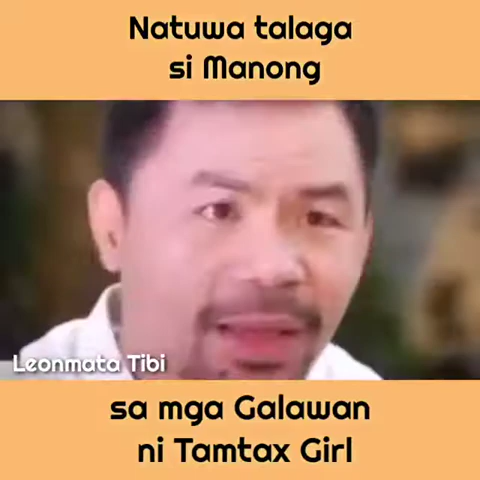 Natuwa talaga
si Manong
Leonmata Tibi
sa mga Galawan
ni Tamtax Girl